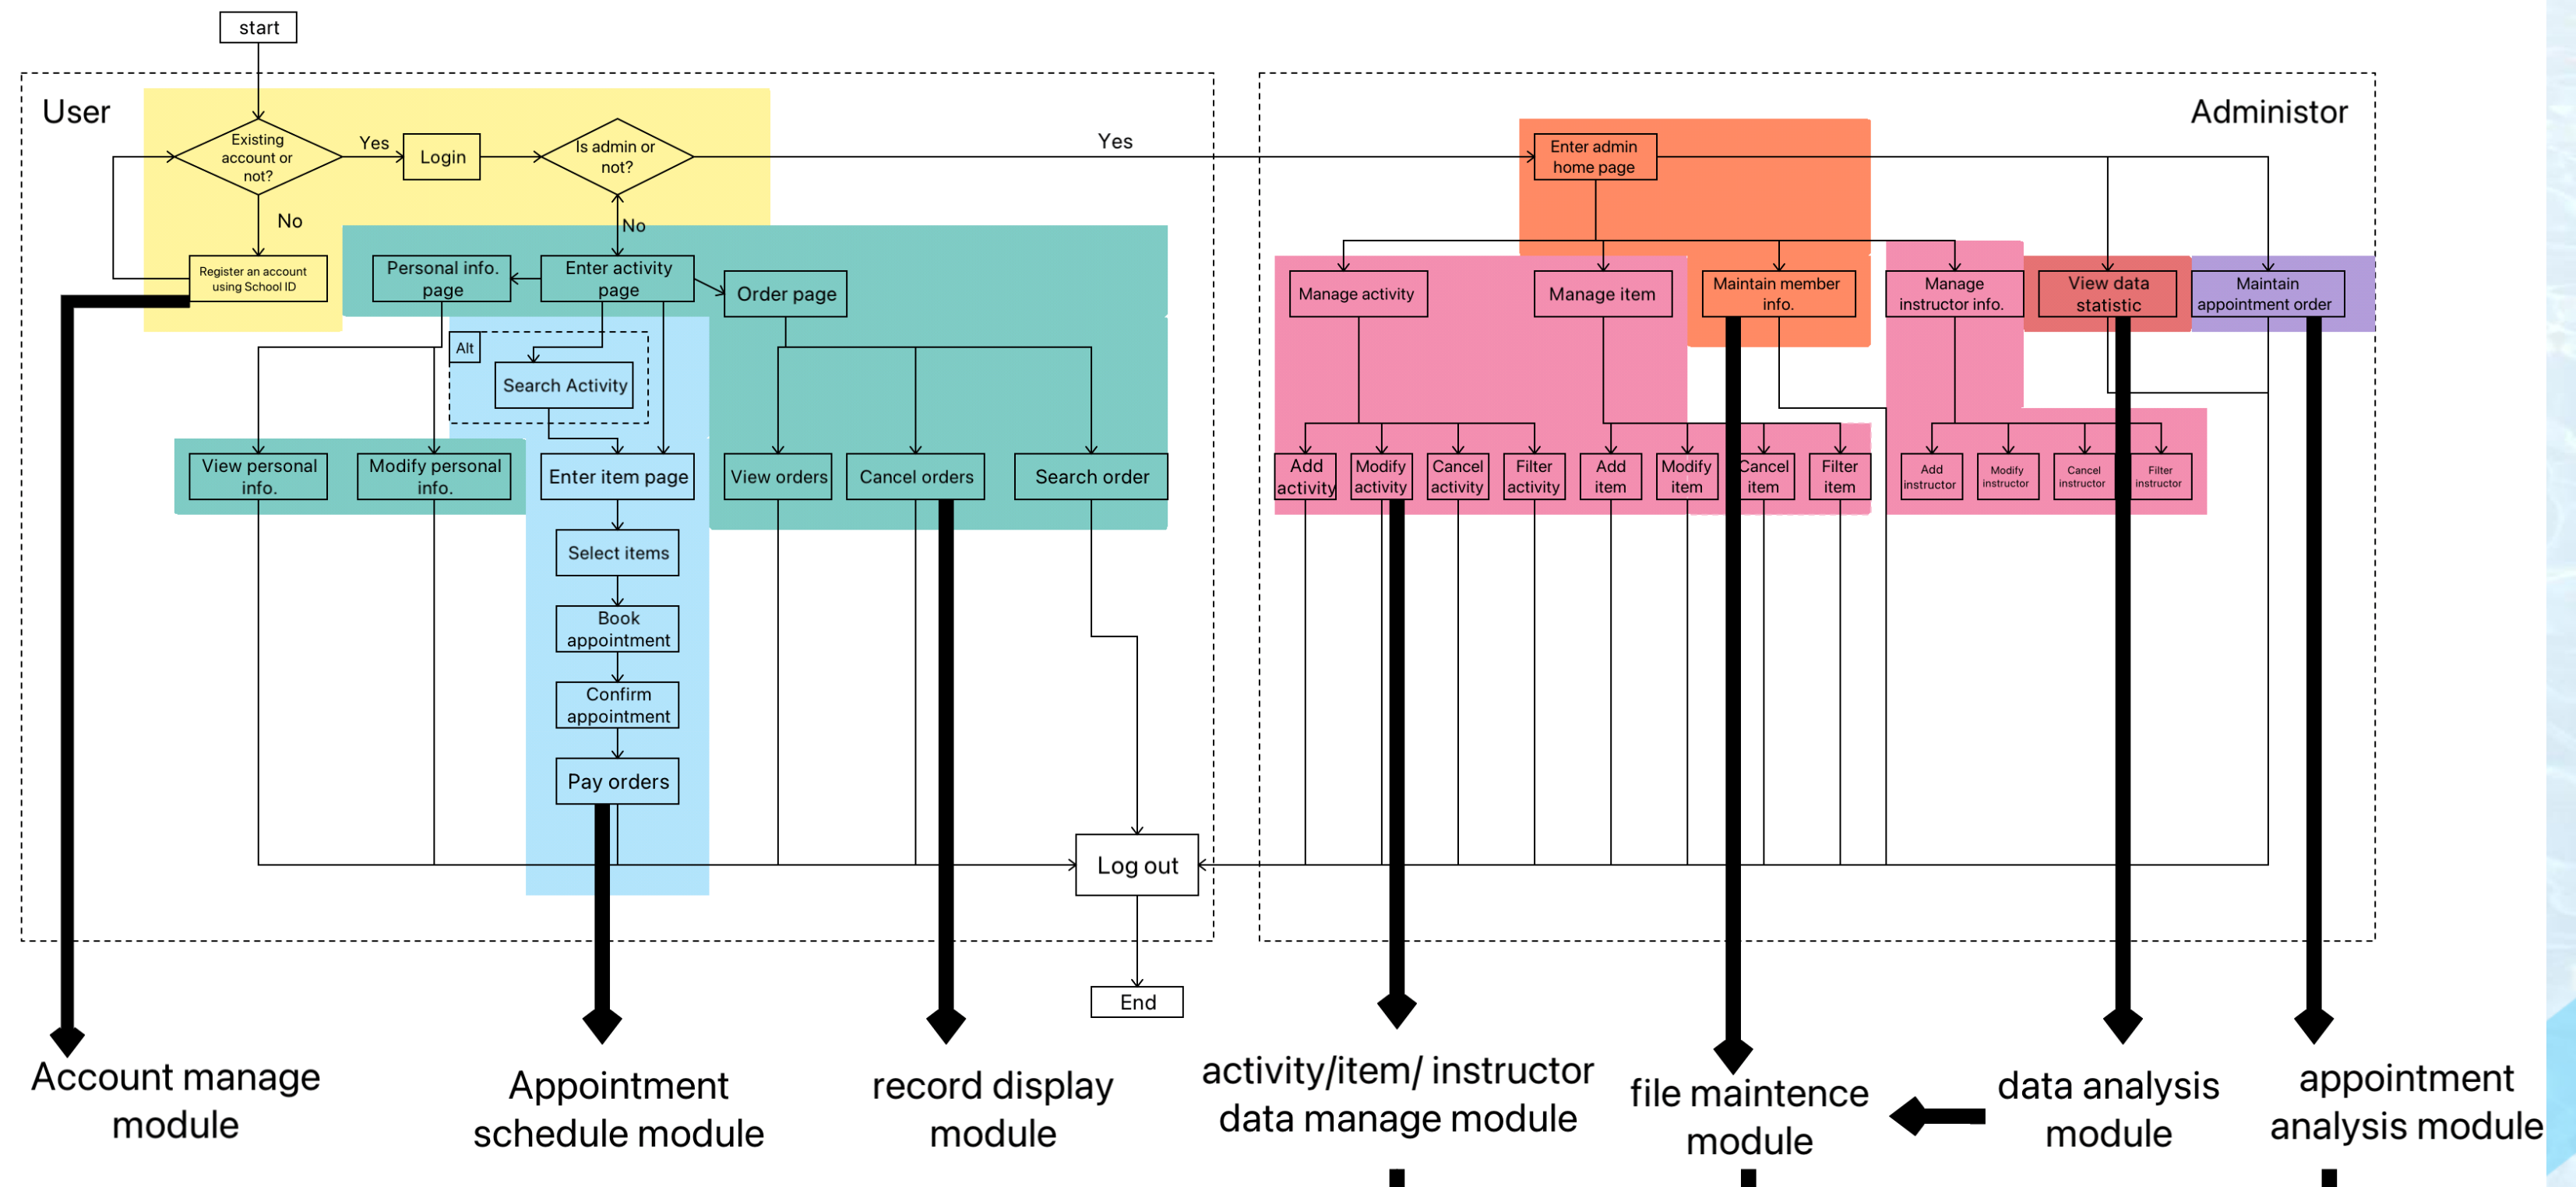 start
User
Administor
Existing
account or
not?
Yes
Login
Is admin or
not?
Yes
Enter admin
home page
No
No
Register an account
using School ID
Personal info.
page
Enter activity
page
Order page
Manage activity
Manage item
Maintain member
info.
Manage
instructor info.
View data
statistic
Maintain
appointment order
Alt
Search Activity
View personal
info.
Modify personal
info.
Enter item page
View orders
Cancel orders
Search order
Add
activity
Modify
activity
Cancel
activity
Filter
activity
Add
item
Modify
item
Cancel
item
Filter
item
Add
instructor
Modify
instructor
Cancel
instructor
Filter
instructor
Select items
Book
appointment
Confirm
appointment
Pay orders
Log out
End
Account manage
module
Appointment
schedule module
record display
module
activity/item/ instructor
data manage module
file maintence
module
data analysis
module
appointment
analysis module